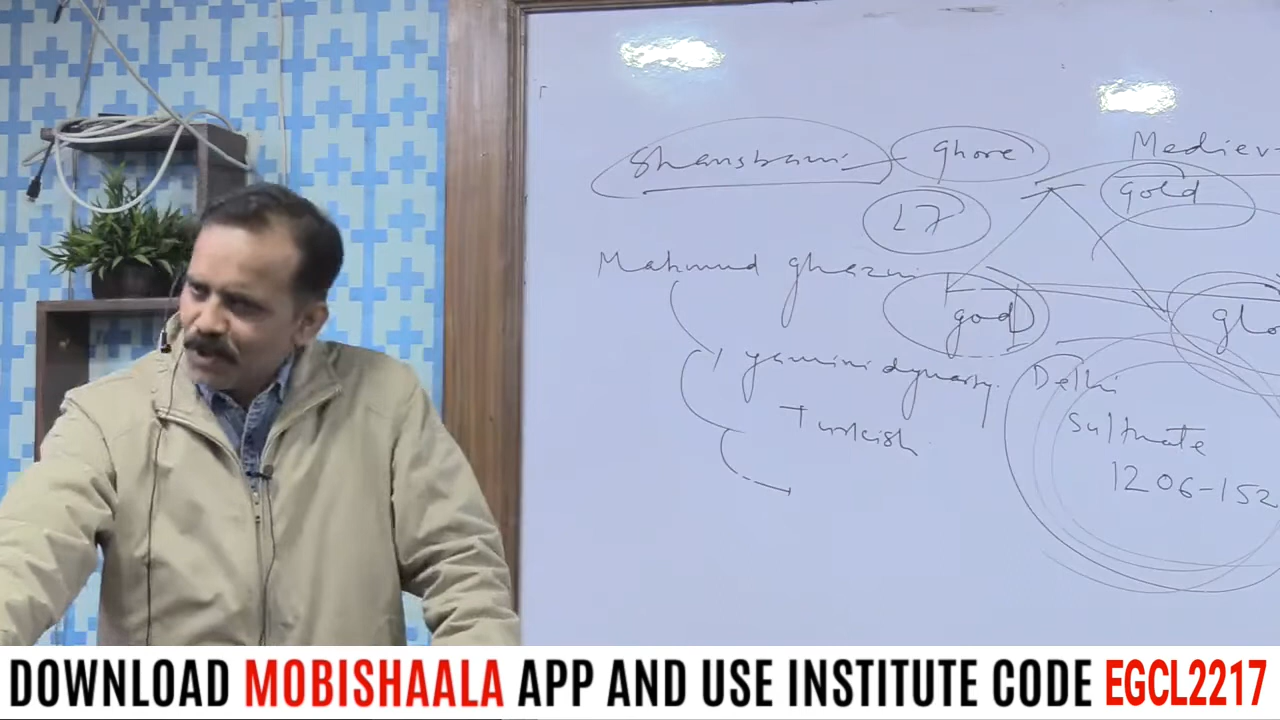 Shansbani ghore Mediev-
gold
17
Mahmud ghazni
god glo
yamini dynasty. Delhi
Turkish Sultnate
1206-152
DOWNLOAD MOBISHAALA APP AND USE INSTITUTE CODE EGCL2217